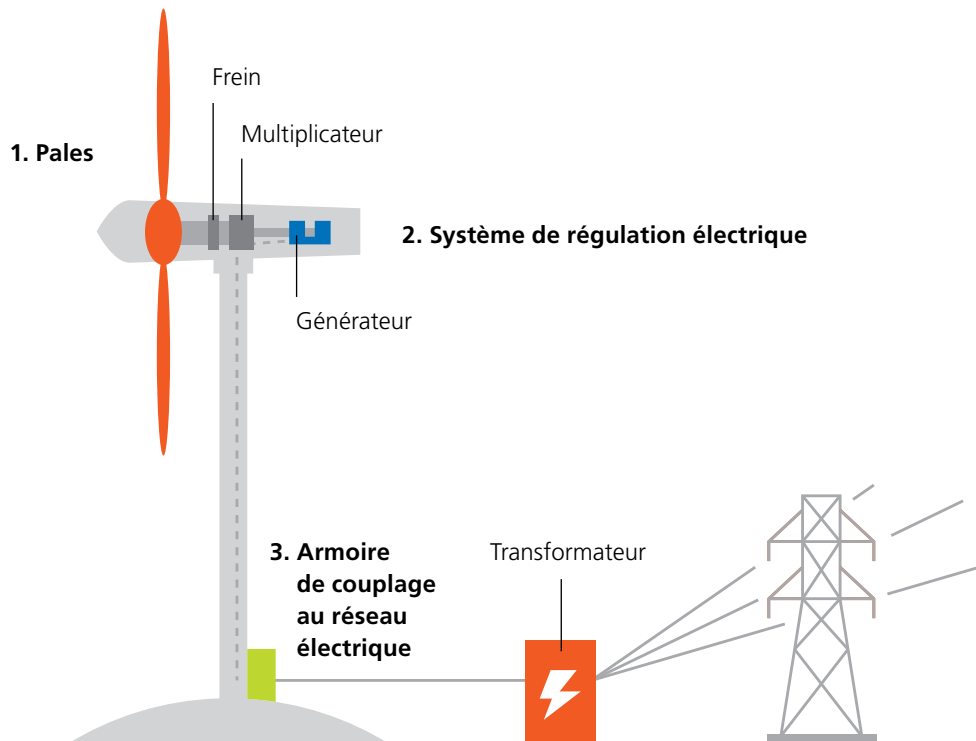 Frein
Multiplicateur
1. Pales
2. Système de régulation électrique
Générateur
3. Armoire
de couplage
au réseau
électrique
Transformateur